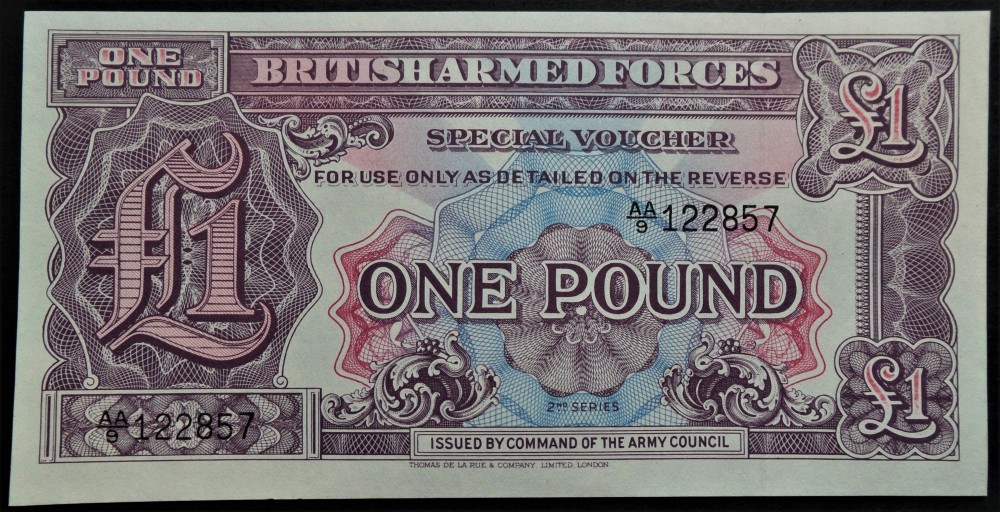 ONE
POUND
BRITISH ARMED FORCES
£1
SPECIAL VOUCHER
FOR USE ONLY AS DETAILED ON THE REVERSE
AA/9 122857
£1
ONE POUND
£1
2ND SERIES
AA/9 122857
ISSUED BY COMMAND OF THE ARMY COUNCIL
THOMAS DE LA RUE & COMPANY, LIMITED, LONDON